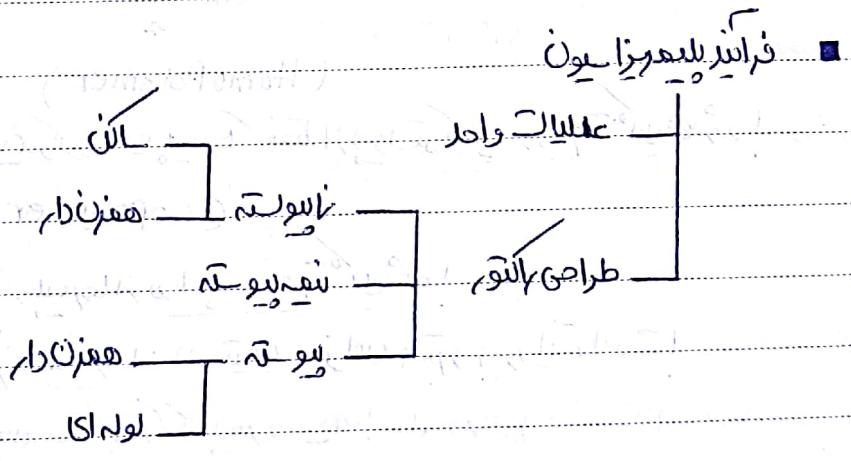 فرآیند پلیمریزاسیون
عملیات واحد
طراحی راکتور
ناپیوسته
ساکن
همزن دار
نیمه پیوسته
پیوسته
همزن دار
لوله ای